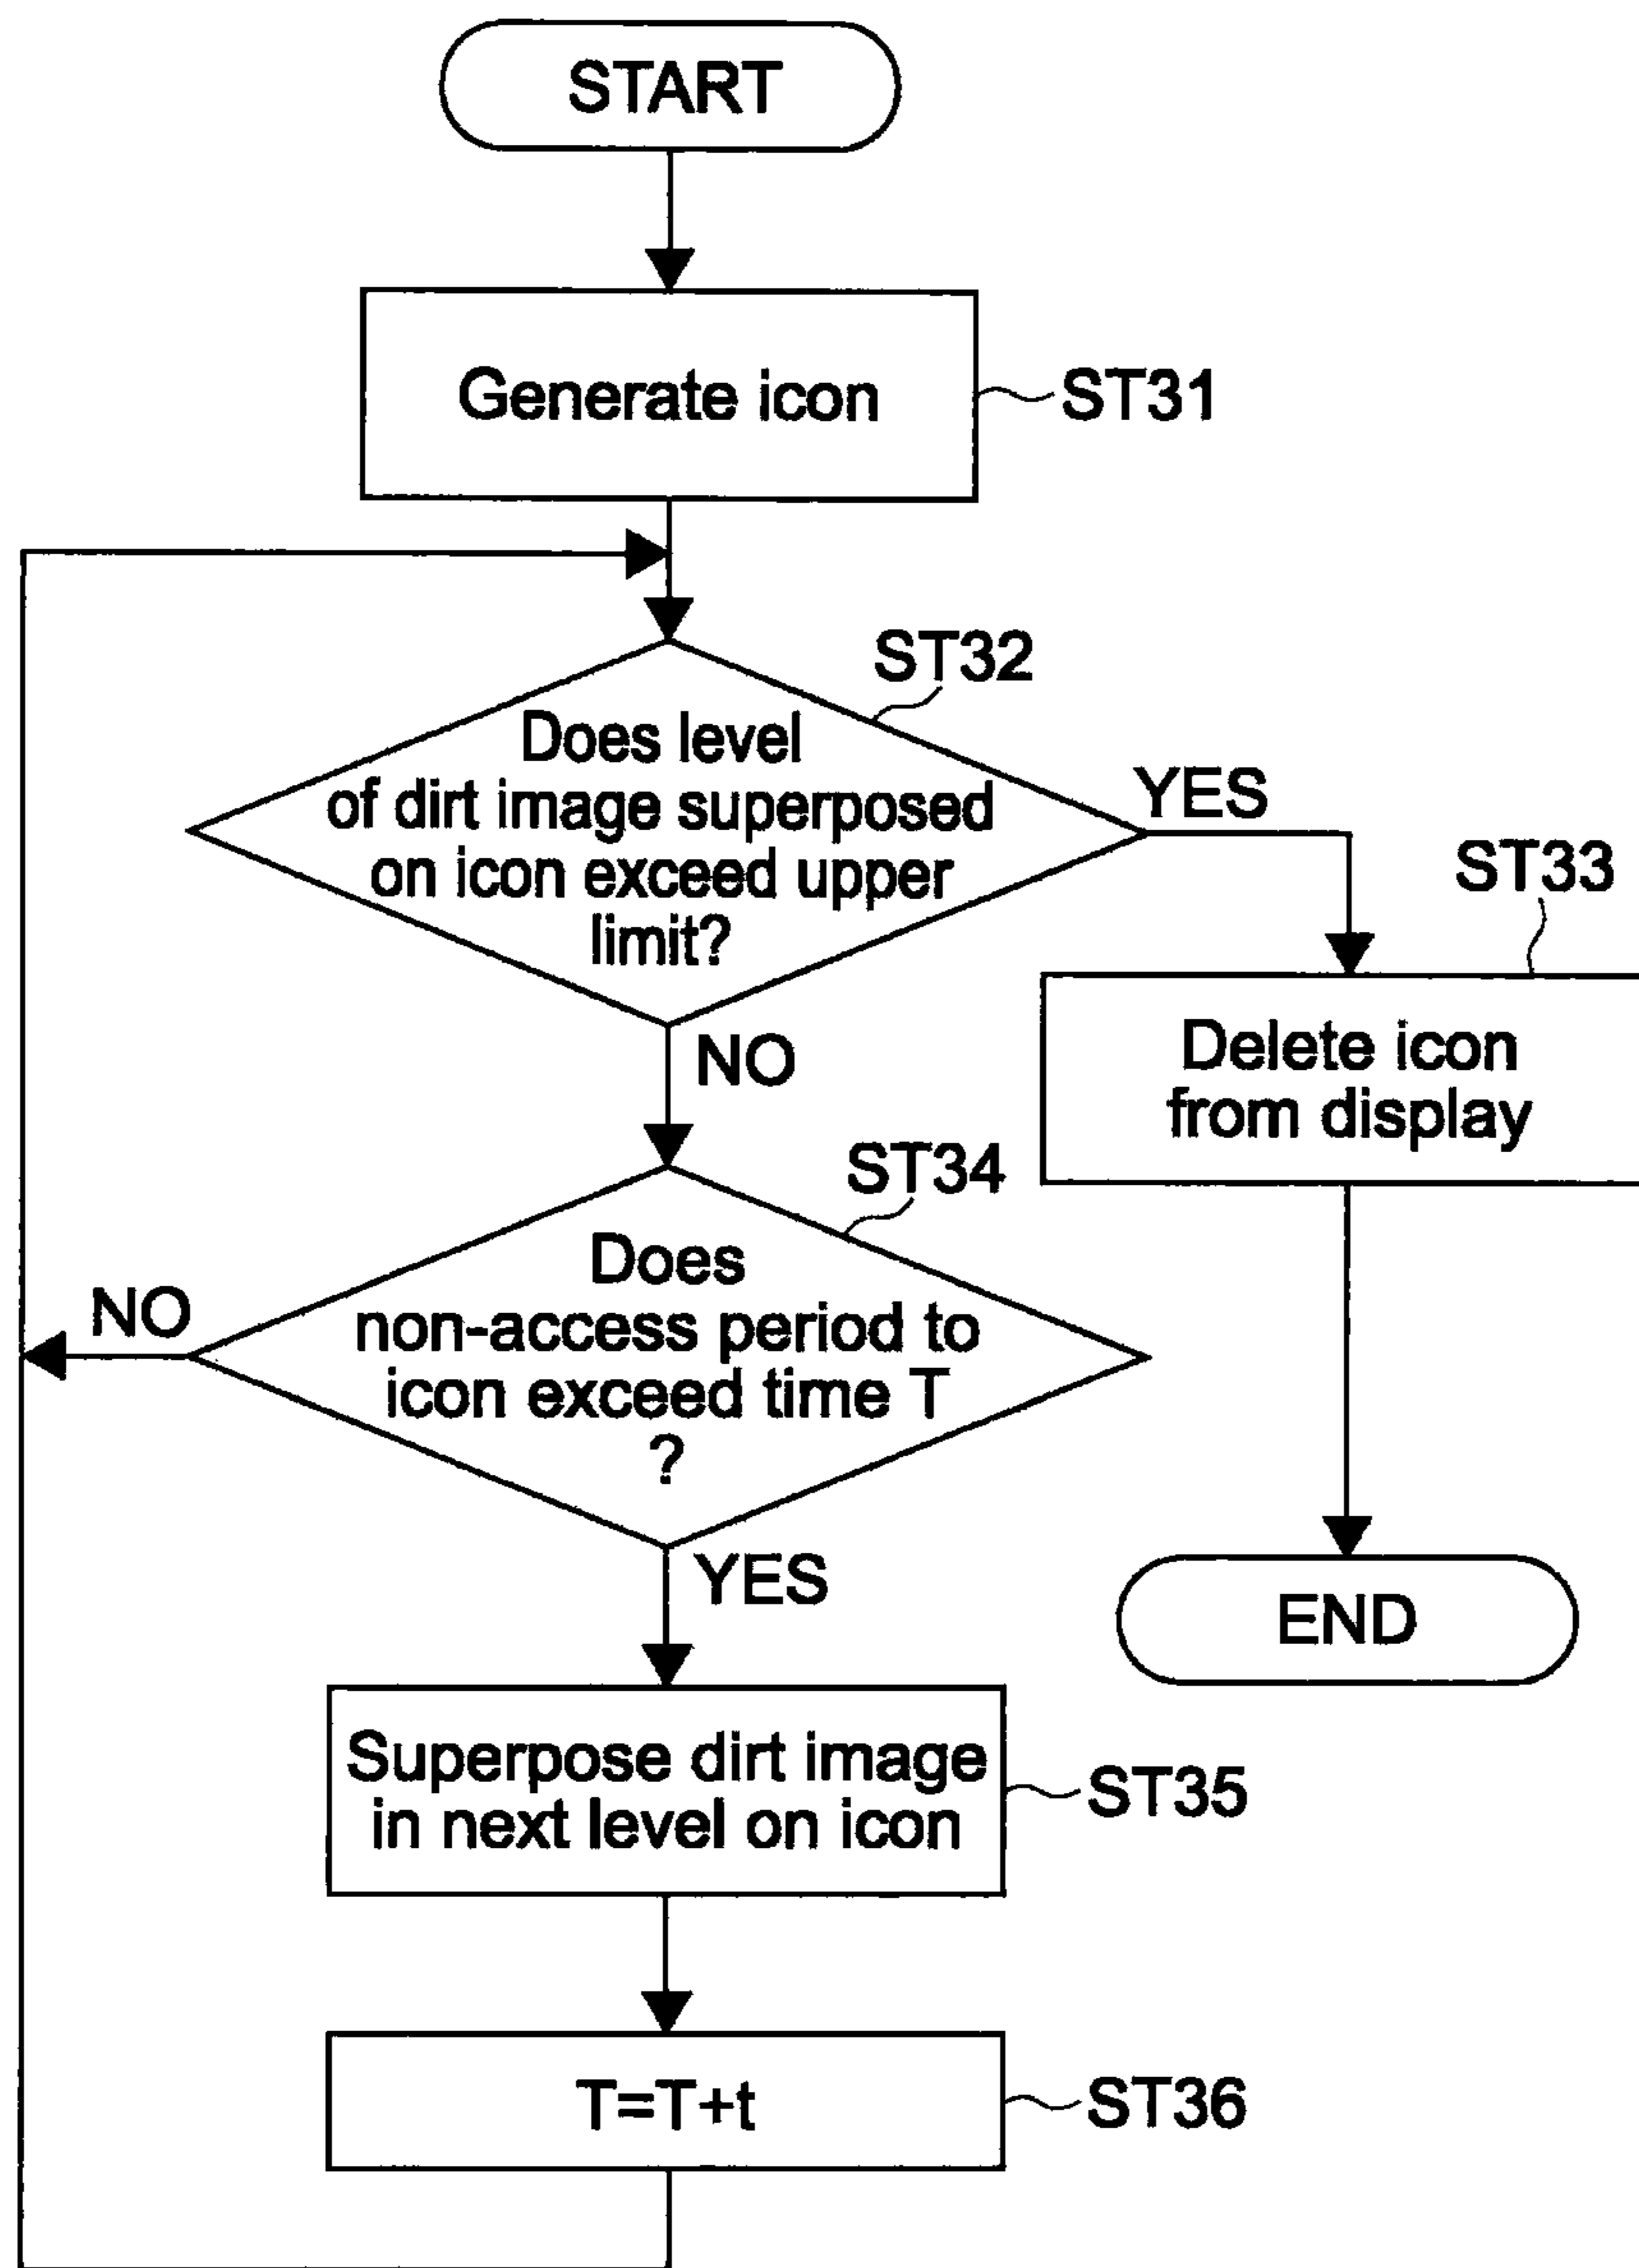 START
Generate icon
ST31
ST32
Does level
of dirt image superposed
on icon exceed upper
limit?
YES
ST33
Delete icon
from display
NO
ST34
Does
non-access period to
icon exceed time T
?
NO
YES
END
Superpose dirt image
in next level on icon
ST35
T=T+t
ST36